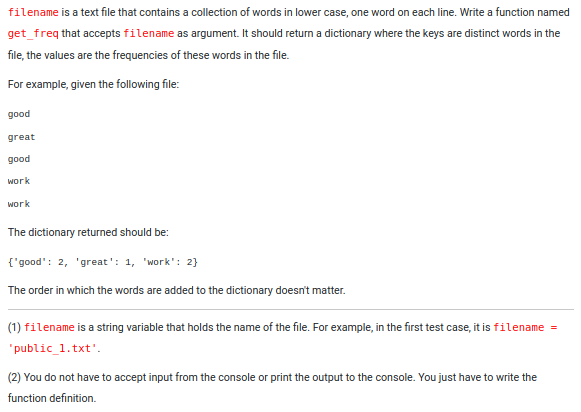 filename is a text file that contains a collection of words in lower case, one word on each line. Write a function named
get_freq that accepts filename as argument. It should return a dictionary where the keys are distinct words in the
file, the values are the frequencies of these words in the file.
For example, given the following file:
good
great
good
work
work
The dictionary returned should be:
{'good': 2, 'great': 1, 'work': 2}
The order in which the words are added to the dictionary doesn't matter.
(1) filename is a string variable that holds the name of the file. For example, in the first test case, it is filename =
'public_1.txt'.
(2) You do not have to accept input from the console or print the output to the console. You just have to write the
function definition.